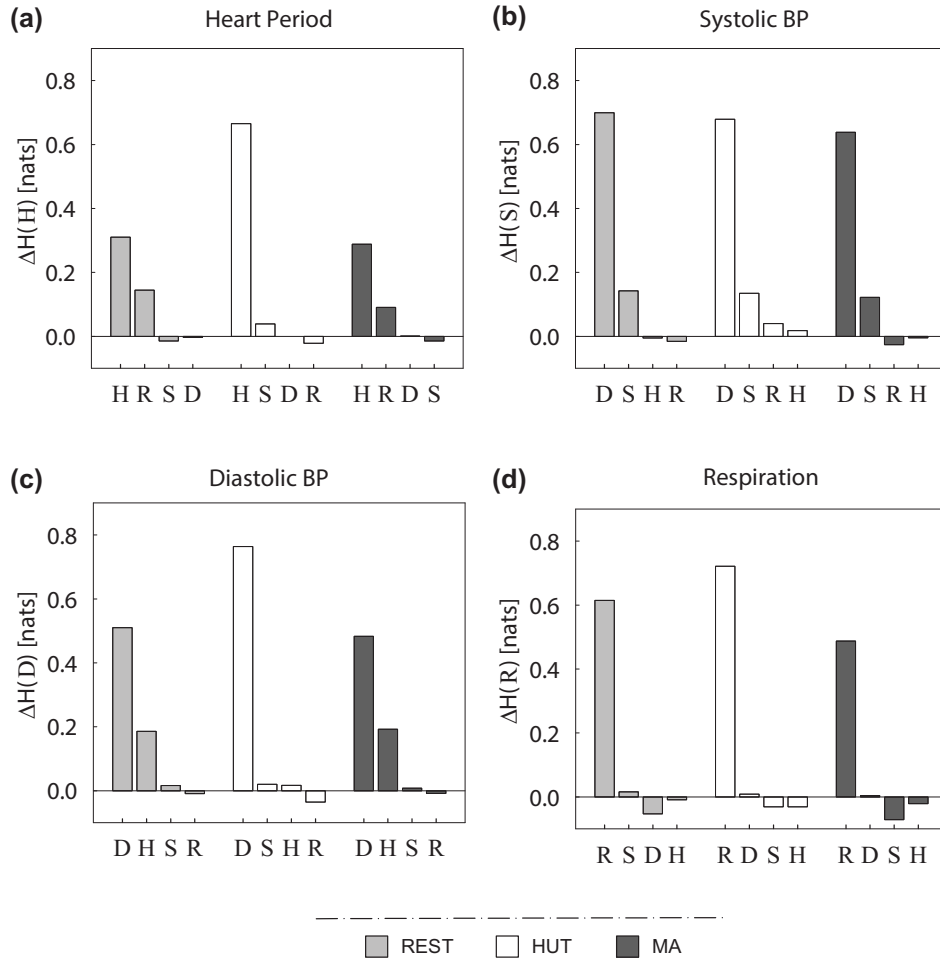 (a) Heart Period
ΔH(H) [nats]
0.8
0.6
0.4
0.2
0.0
H R S D H S D R H R D S
(b) Systolic BP
ΔH(S) [nats]
0.8
0.6
0.4
0.2
0.0
D S H R D S R H D S R H
(c) Diastolic BP
ΔH(D) [nats]
0.8
0.6
0.4
0.2
0.0
D H S R D S H R D H S R
(d) Respiration
ΔH(R) [nats]
0.8
0.6
0.4
0.2
0.0
R S D H R D S H R D S H
REST HUT MA